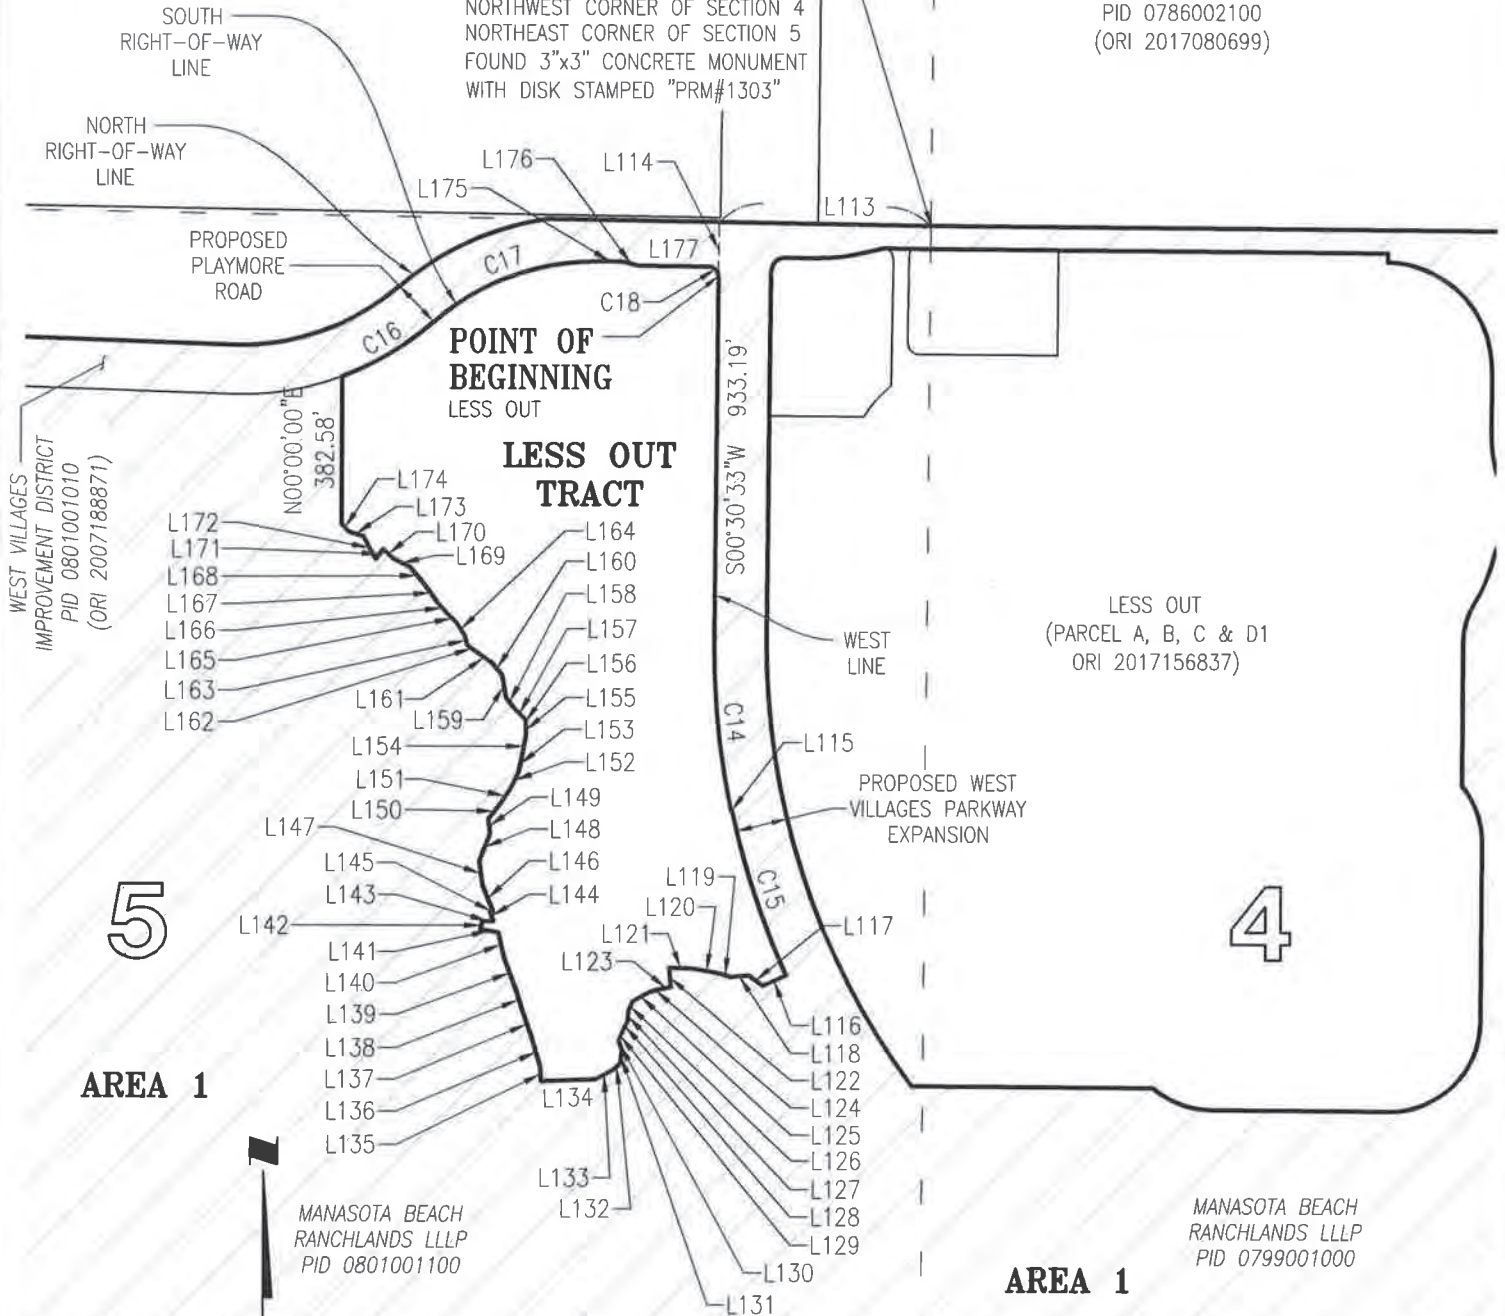 NORTHWEST CORNER OF SECTION 4
NORTHEAST CORNER OF SECTION 5
FOUND 3"x3" CONCRETE MONUMENT
WITH DISK STAMPED "PRM#1303"
PID 0786002100
(ORI 2017080699)
SOUTH
RIGHT-OF-WAY
LINE
NORTH
RIGHT-OF-WAY
LINE
L176
L114
L175
L113
PROPOSED
PLAYMORE
ROAD
C17
L177
C18
C16
POINT OF
BEGINNING
LESS OUT
N00°00'00"E
382.58'
S00°30'33"W 933.19'
WEST VILLAGES
IMPROVEMENT DISTRICT
PID 0801001010
(ORI 2007188871)
LESS OUT
TRACT
L174
L173
L172
L170
L164
L171
L169
L160
L168
L158
L167
L157
L166
L156
L165
L155
L163
L161
L153
L162
L159
L152
L154
L151
L149
L150
L148
L147
L146
L145
L144
L143
L142
L141
L140
L139
L138
L137
L136
L135
L134
WEST
LINE
LESS OUT
(PARCEL A, B, C & D1
ORI 2017156837)
C14
L115
PROPOSED WEST
VILLAGES PARKWAY
EXPANSION
C15
L119
L120
L121
L117
L123
L116
L118
L122
L124
L125
L126
L127
L128
L129
L130
L131
L133
L132
5
4
AREA 1
MANASOTA BEACH
RANCHLANDS LLLP
PID 0801001100
MANASOTA BEACH
RANCHLANDS LLLP
PID 0799001000
AREA 1